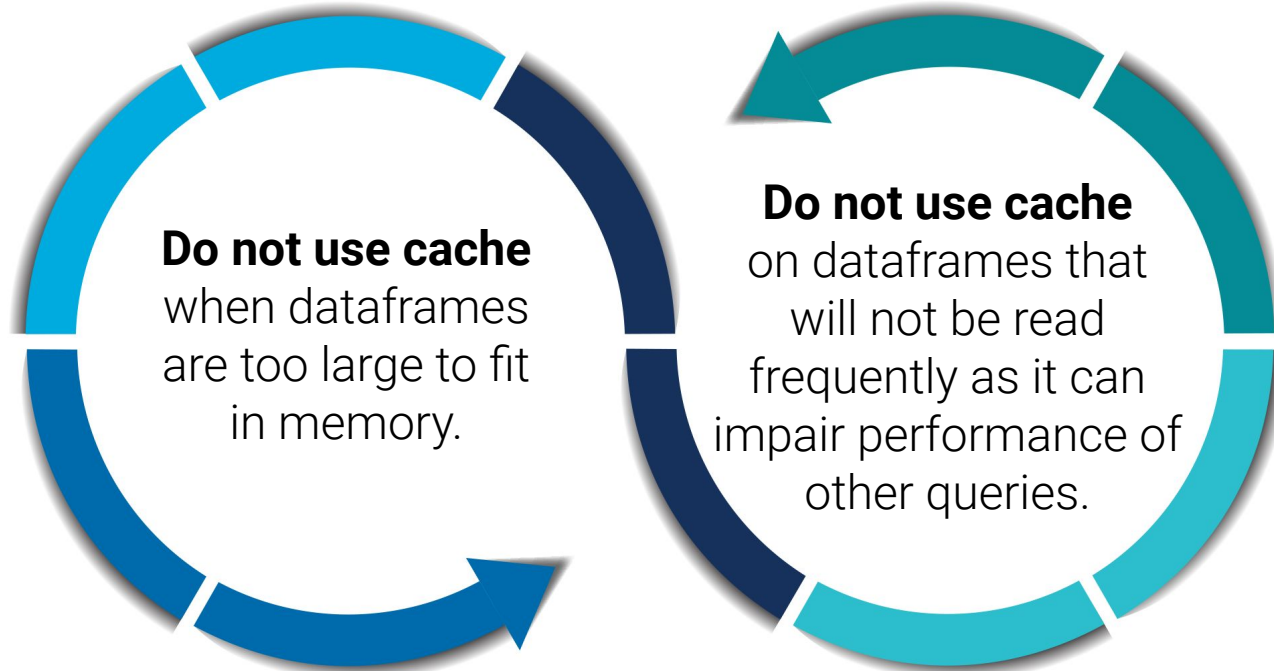 Do not use cache
when dataframes
are too large to fit
in memory.
Do not use cache
on dataframes that
will not be read
frequently as it can
impair performance of
other queries.